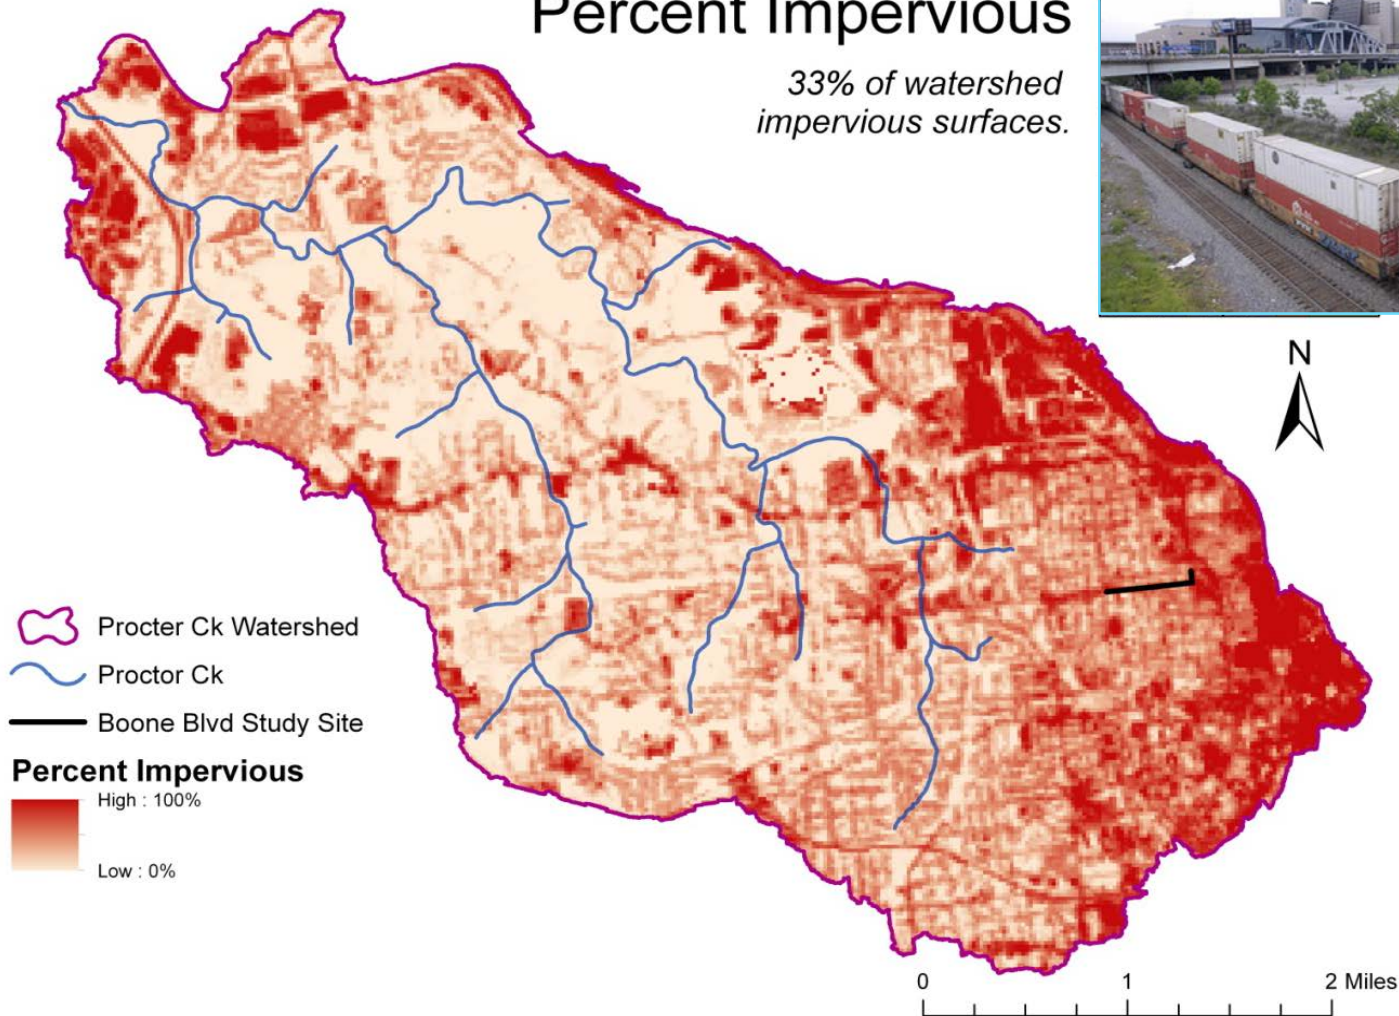 Percent Impervious
33% of watershed
impervious surfaces.
N
Procter Ck Watershed
Proctor Ck
Boone Blvd Study Site
Percent Impervious
High : 100%
Low : 0%
0 1 2 Miles